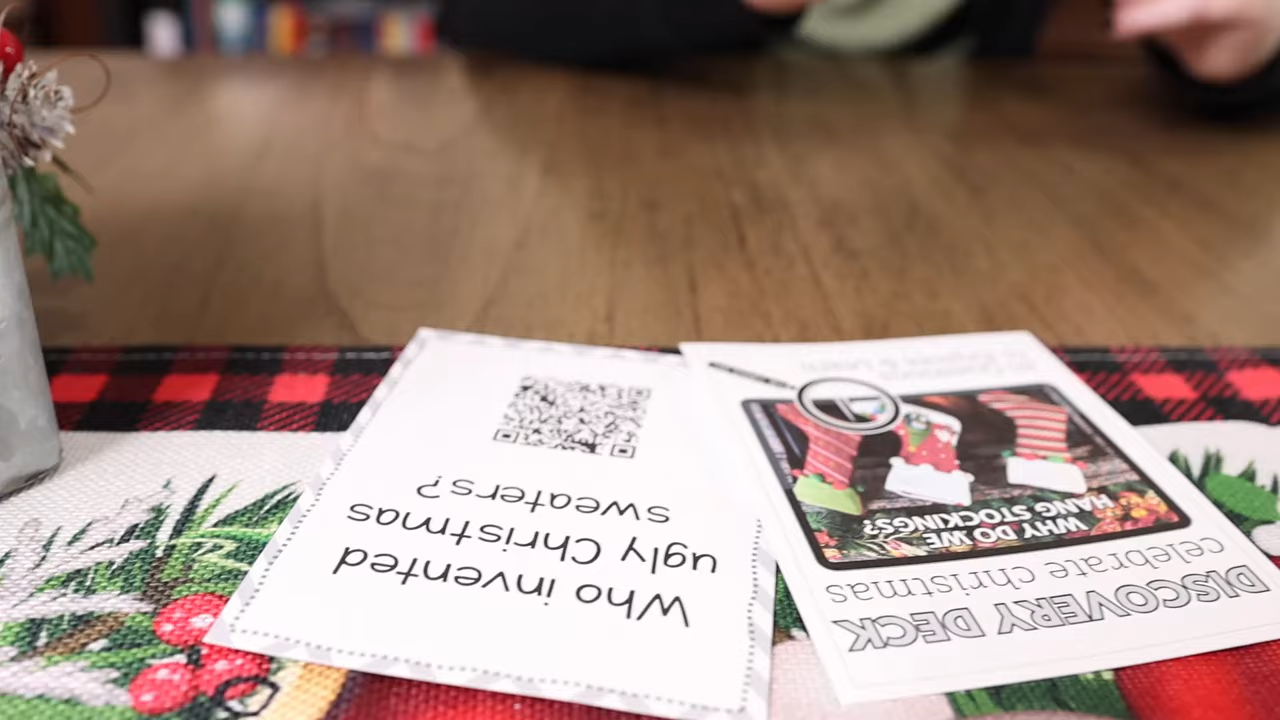 Who invented
ugly Christmas
sweaters?
DISCOVERY DECK
celebrate christmas
WHY DO WE
HANG STOCKINGS?